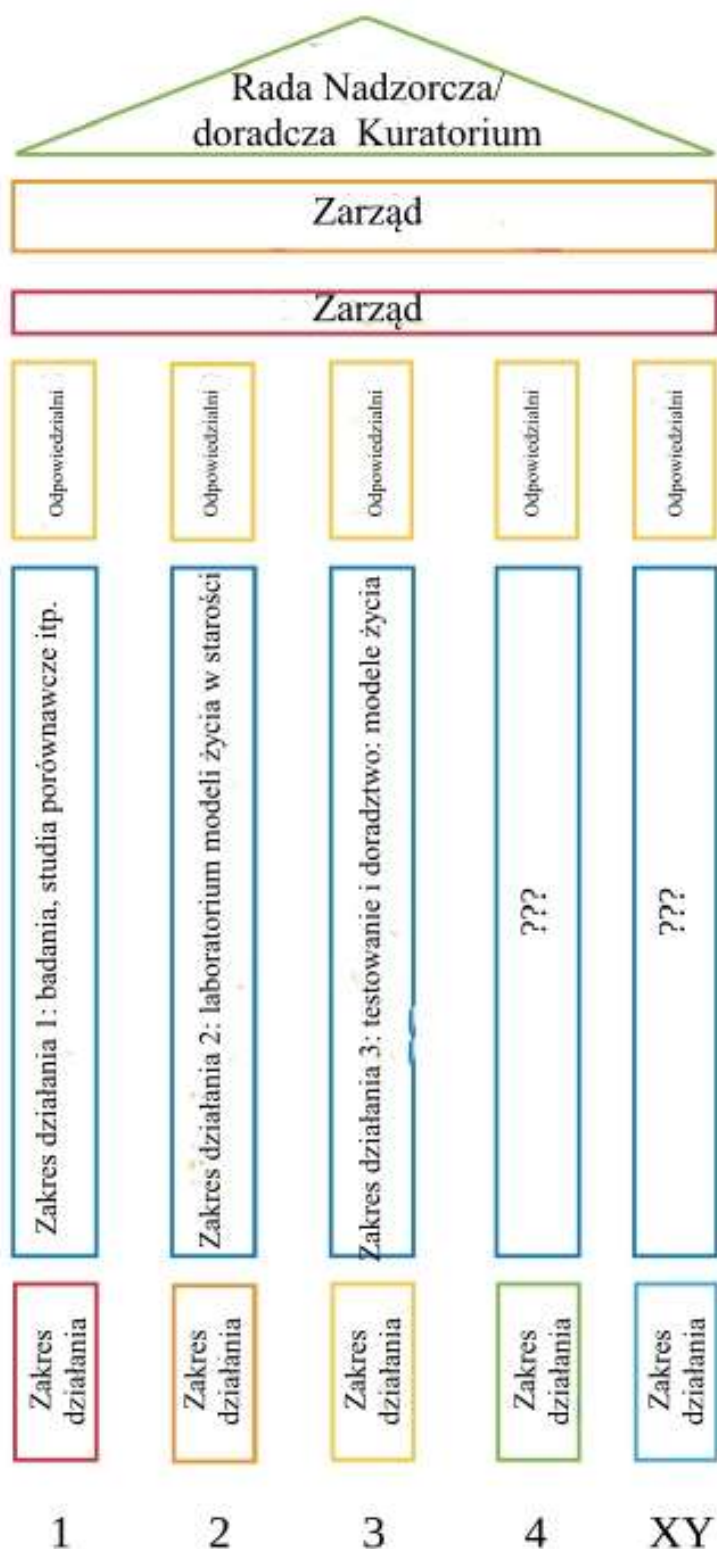 Rada Nadzorcza/
doradcza Kuratorium
Zarząd
Zarząd
Odpowiedzialni
Odpowiedzialni
Odpowiedzialni
Odpowiedzialni
Odpowiedzialni
Zakres działania 1: badania, studia porównawcze itp.
Zakres działania 2: laboratorium modeli życia w starości
Zakres działania 3: testowanie i doradztwo: modele życia
???
???
Zakres
działania
Zakres
działania
Zakres
działania
Zakres
działania
Zakres
działania
1
2
3
4
XY